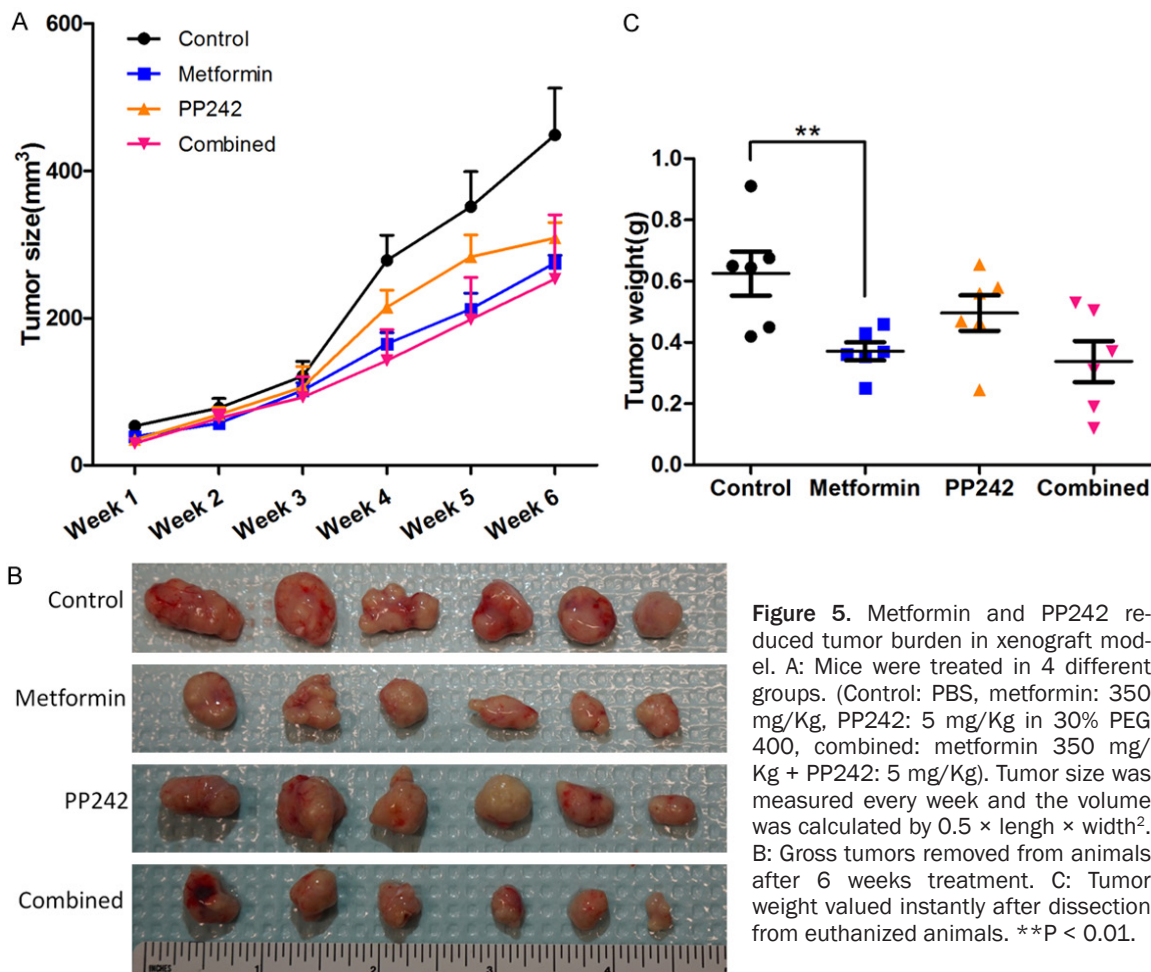 A
600
400
200
0
Tumor size(mm³)
Control
Metformin
PP242
Combined
Week 1
Week 2
Week 3
Week 4
Week 5
Week 6
C
**
1.0
0.8
0.6
0.4
0.2
0.0
Tumor weight(g)
Control
Metformin
PP242
Combined
B
Control
Metformin
PP242
Combined
INCHES 1 2 3 4
Figure 5. Metformin and PP242 re-
duced tumor burden in xenograft mod-
el. A: Mice were treated in 4 different
groups. (Control: PBS, metformin: 350
mg/Kg, PP242: 5 mg/Kg in 30% PEG
400, combined: metformin 350 mg/
Kg + PP242: 5 mg/Kg). Tumor size was
measured every week and the volume
was calculated by 0.5 × lengh × width².
B: Gross tumors removed from animals
after 6 weeks treatment. C: Tumor
weight valued instantly after dissection
from euthanized animals. **P < 0.01.